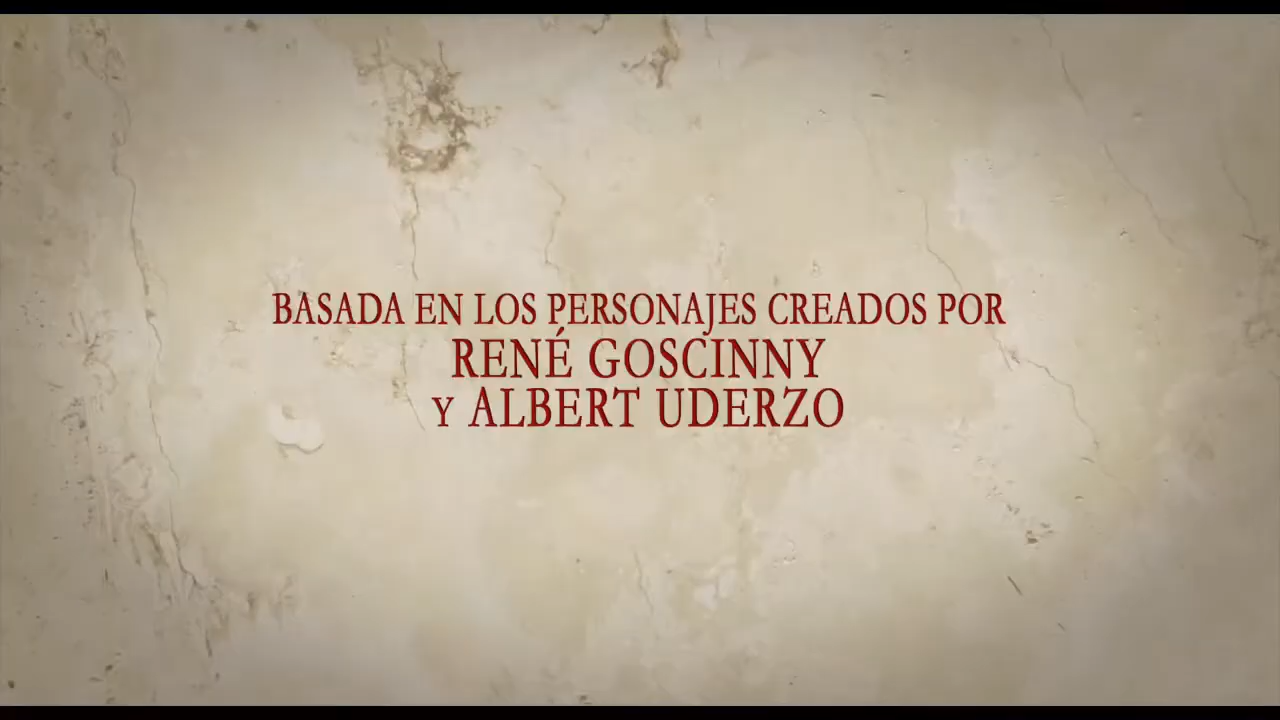 BASADA EN LOS PERSONAJES CREADOS POR
RENÉ GOSCINNY
Y ALBERT UDERZO